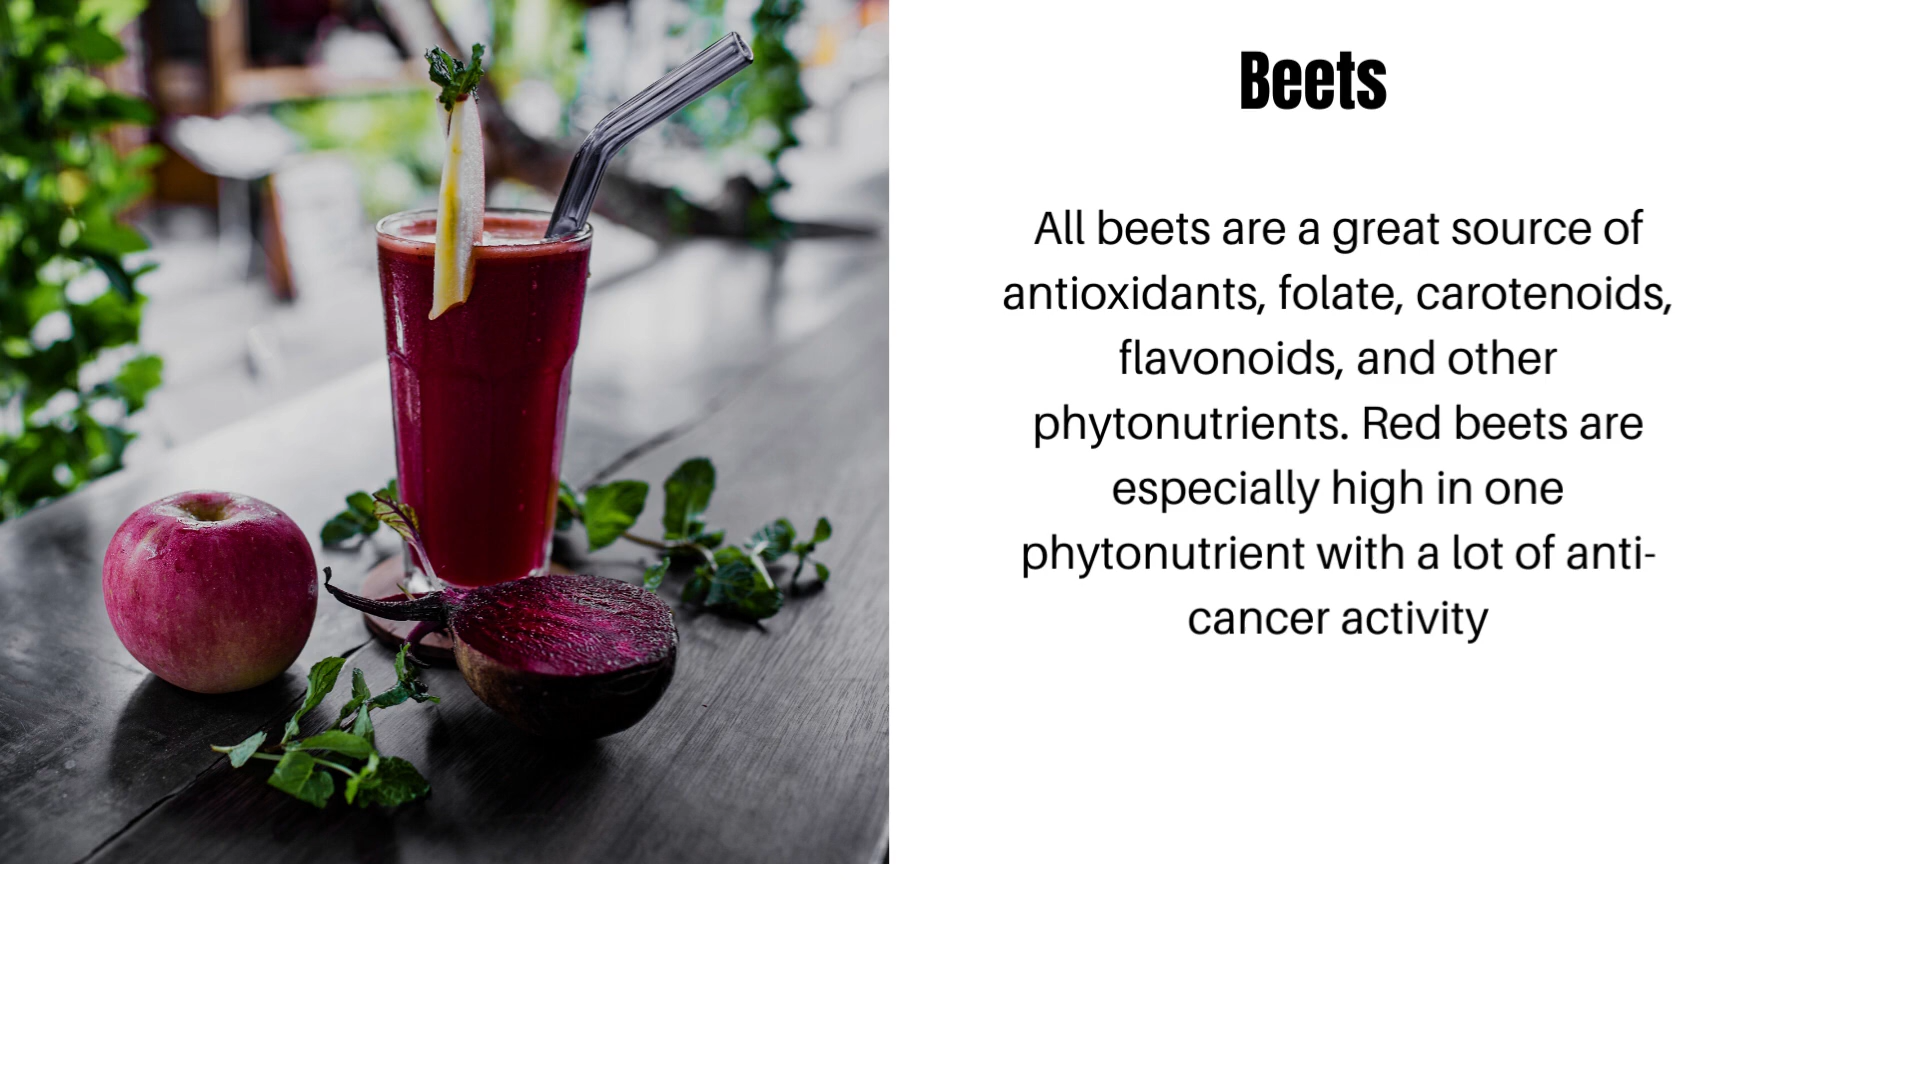 Beets
All beets are a great source of
antioxidants, folate, carotenoids,
flavonoids, and other
phytonutrients. Red beets are
especially high in one
phytonutrient with a lot of anti-
cancer activity